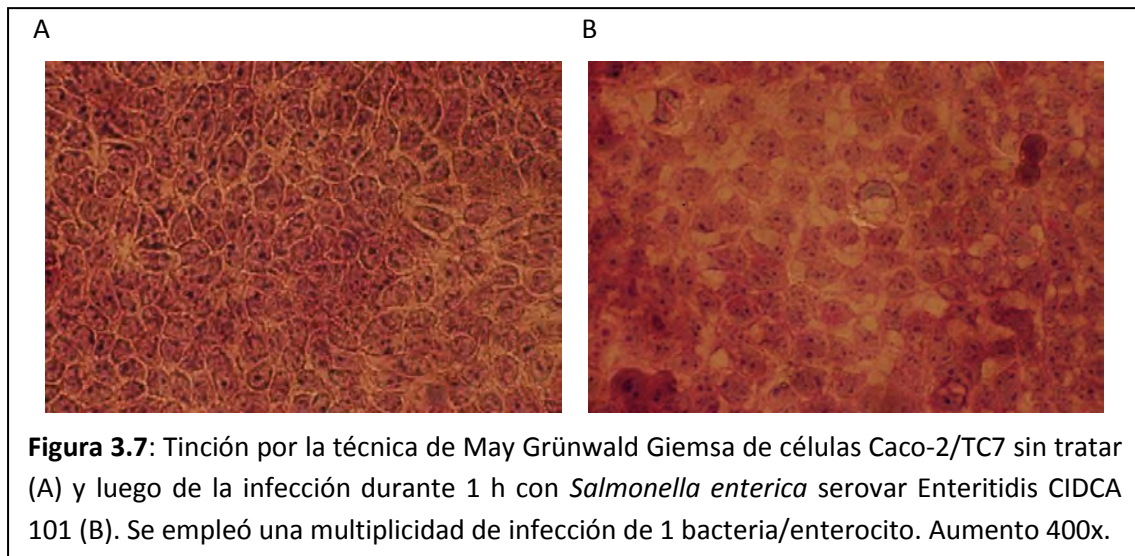 A B
Figura 3.7: Tinción por la técnica de May Grünwald Giemsa de células Caco-2/TC7 sin tratar
(A) y luego de la infección durante 1 h con Salmonella enterica serovar Enteritidis CIDCA
101 (B). Se empleó una multiplicidad de infección de 1 bacteria/enterocito. Aumento 400x.